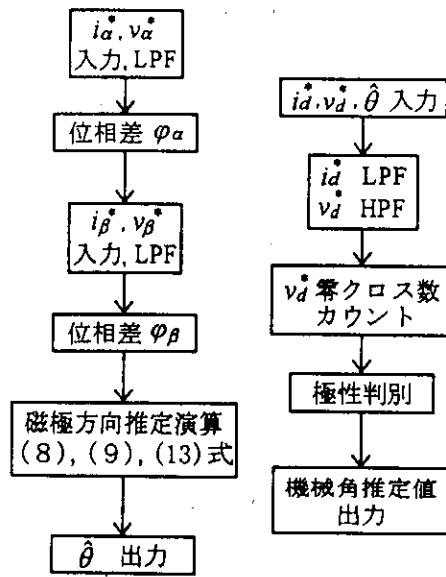 iα*, vα*
入力, LPF
位相差 φα
iβ*, vβ*
入力, LPF
位相差 φβ
磁極方向推定演算
(8), (9), (13)式
θ̂ 出力
id*, vd*, θ̂ 入力
id* LPF
vd* HPF
vd* 零クロス数
カウント
極性判別
機械角推定値
出力